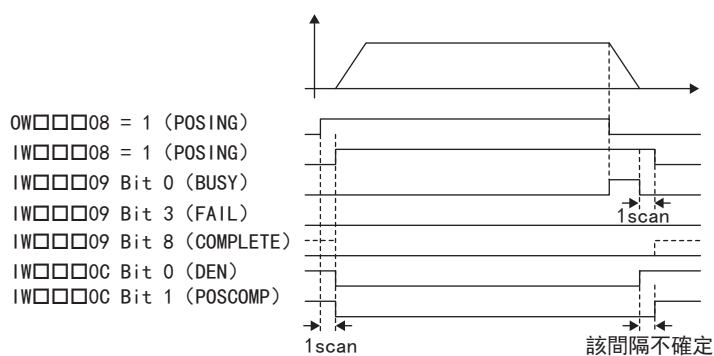 OW□□□08 = 1 (POSING)
IW□□□08 = 1 (POSING)
IW□□□09 Bit 0 (BUSY)
IW□□□09 Bit 3 (FAIL)
1scan
IW□□□09 Bit 8 (COMPLETE)
IW□□□0C Bit 0 (DEN)
IW□□□0C Bit 1 (POSCOMP)
1scan
該間隔不確定